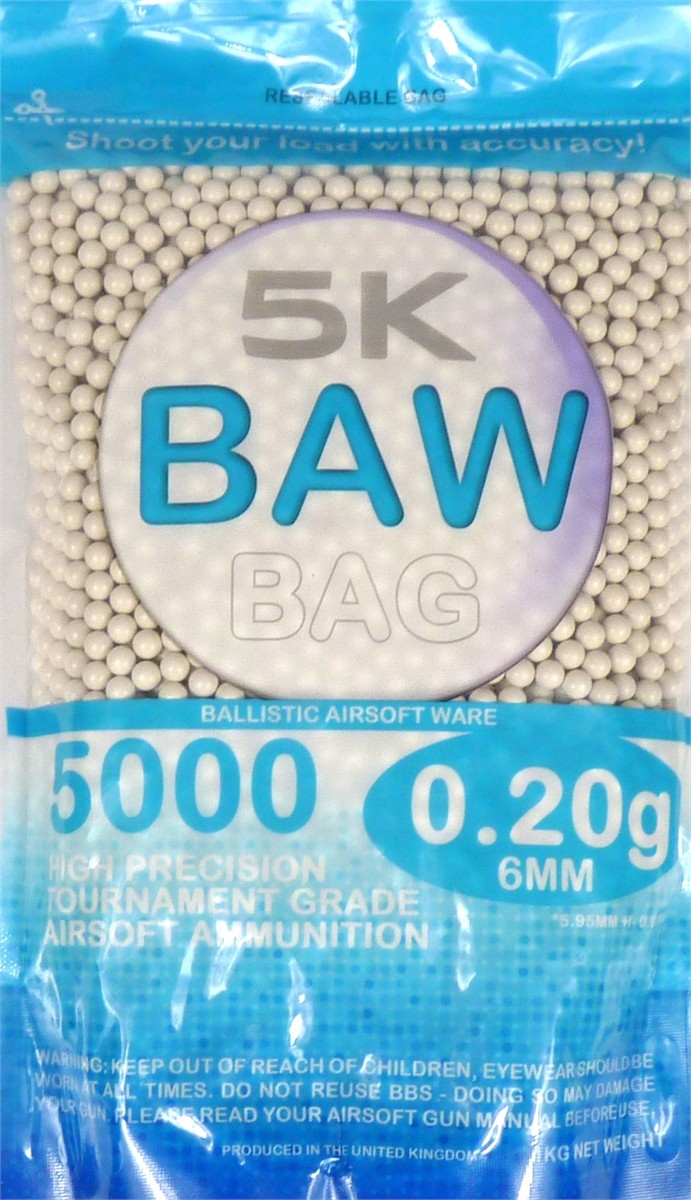 RESEALABLE BAG
Shoot your load with accuracy!
5K
BAW
BAG
BALLISTIC AIRSOFT WARE
5000
0.20g
6MM
HIGH PRECISION
TOURNAMENT GRADE
AIRSOFT AMMUNITION
*5.95MM +/- 0.
WARNING: KEEP OUT OF REACH OF CHILDREN, EYEWEAR SHOULD BE
WORN AT ALL TIMES. DO NOT REUSE BBS - DOING SO MAY DAMAGE
YOUR GUN. PLEASE READ YOUR AIRSOFT GUN MANUAL BEFORE USE.
PRODUCED IN THE UNITED KINGDOM
KG NET WEIGHT